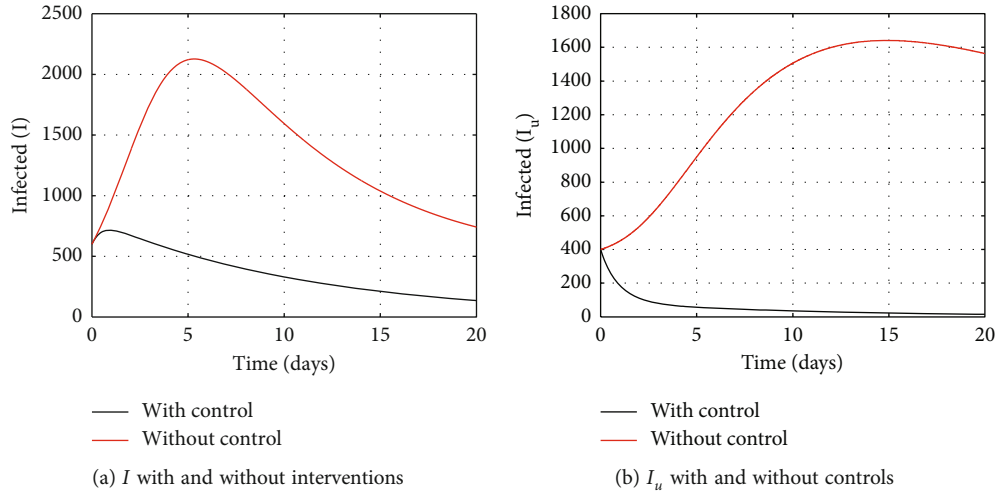 2500
2000
1500
1000
500
0
Infected (I)
0 5 10 15 20
Time (days)
With control
Without control
(a) I with and without interventions
1800
1600
1400
1200
1000
800
600
400
200
0
Infected (I_u)
0 5 10 15 20
Time (days)
With control
Without control
(b) I_u with and without controls